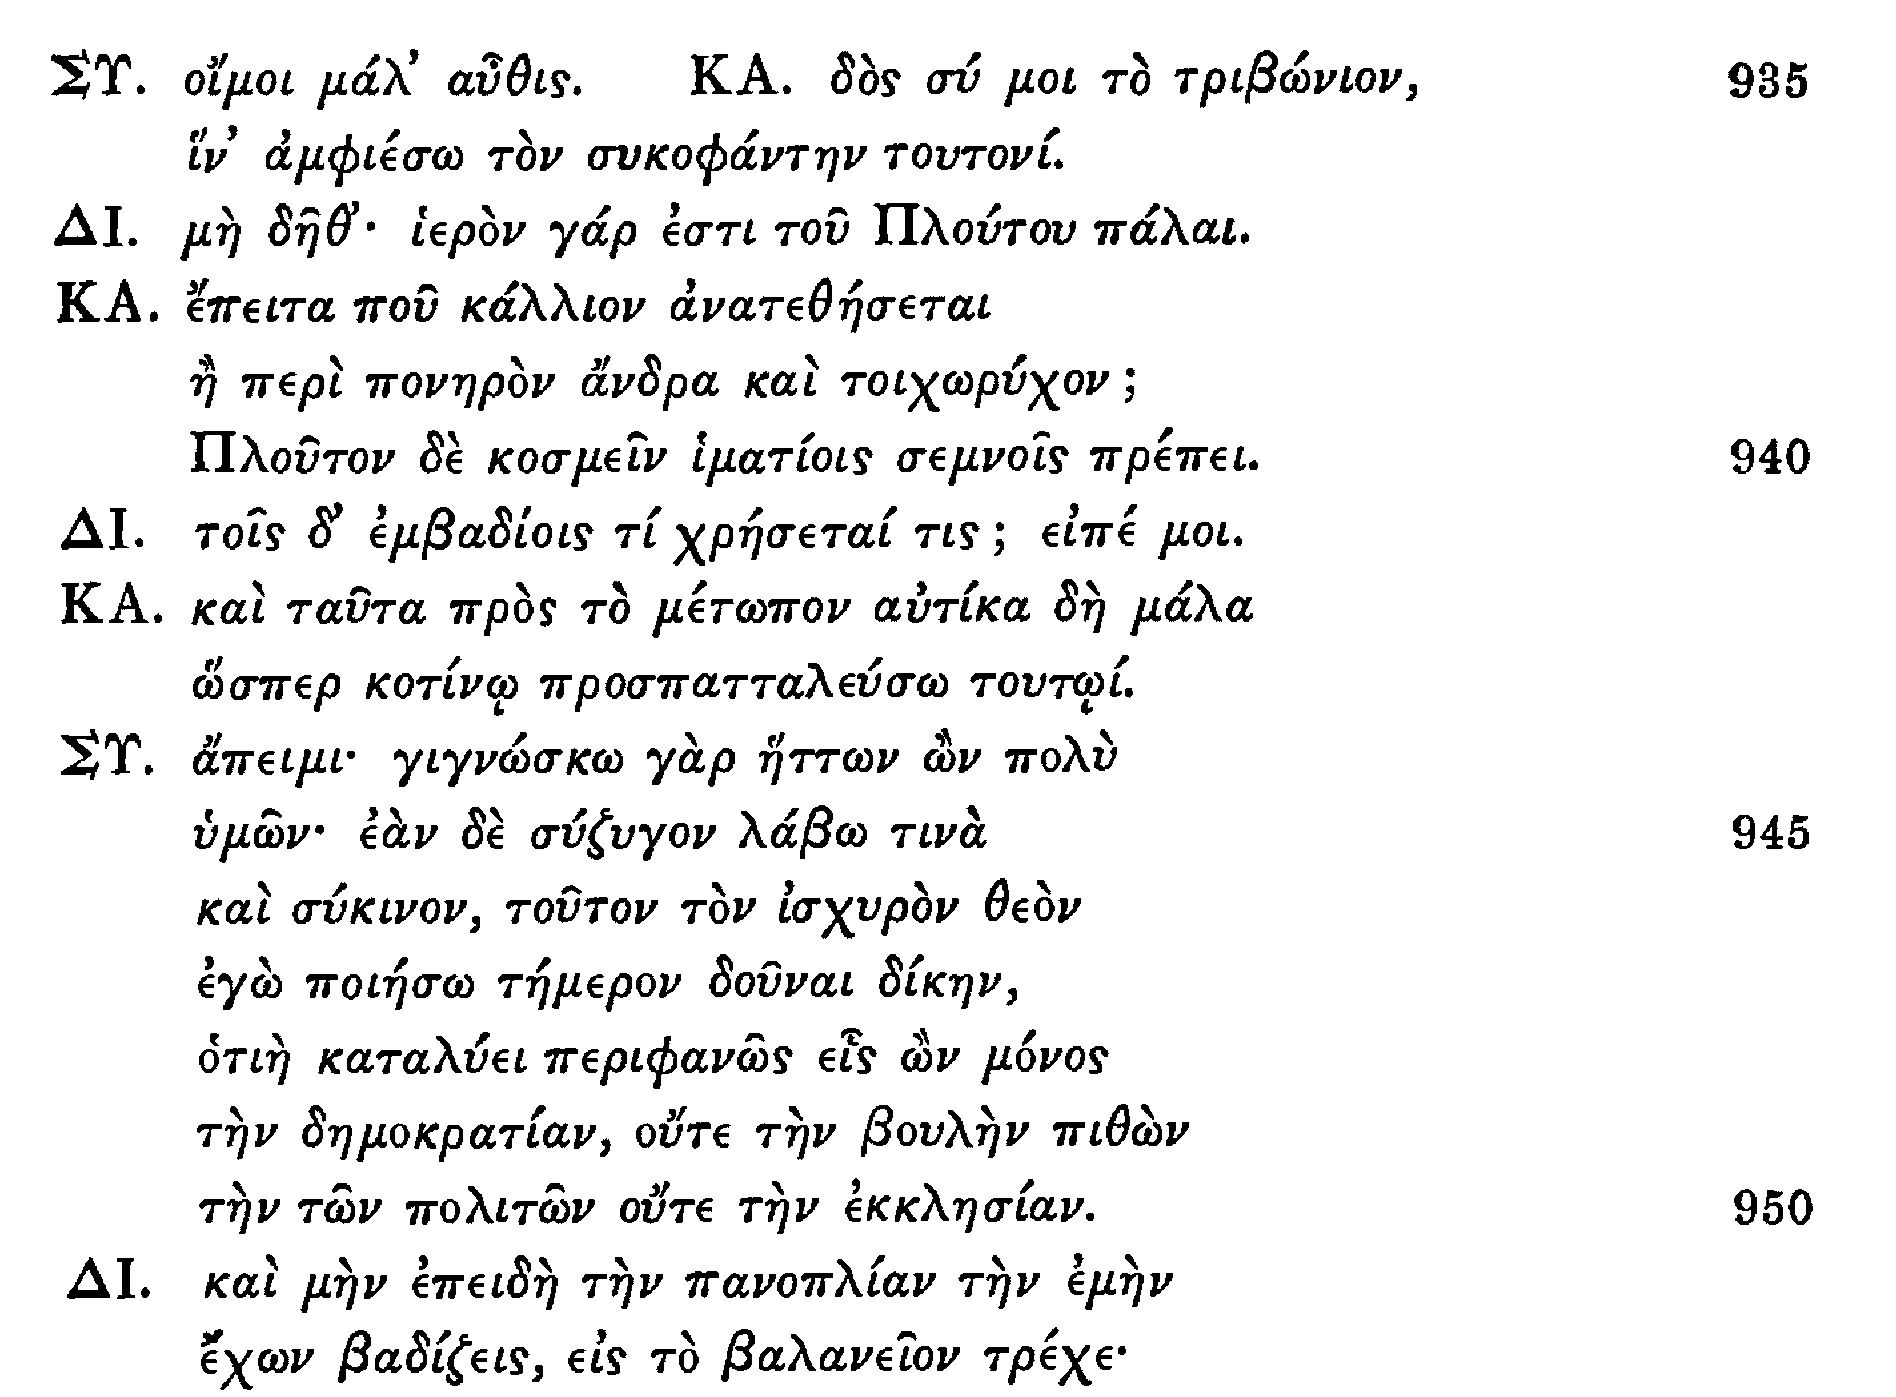 ΣΥ. οἴμοι μάλ’ αὖθις. ΚΑ. δὸς σύ μοι τὸ τριβώνιον, 935
ἵν’ ἀμφιέσω τὸν συκοφάντην τουτονί.
ΔΙ. μὴ δῆθ’· ἱερὸν γάρ ἐστι τοῦ Πλούτου πάλαι.
ΚΑ. ἔπειτα ποῦ κάλλιον ἀνατεθήσεται
ἢ περὶ πονηρὸν ἄνδρα καὶ τοιχωρύχον;
Πλοῦτον δὲ κοσμεῖν ἱματίοις σεμνοῖς πρέπει. 940
ΔΙ. τοῖς δ’ ἐμβαδίοις τί χρήσεταί τις; εἰπέ μοι.
ΚΑ. καὶ ταῦτα πρὸς τὸ μέτωπον αὐτίκα δὴ μάλα
ὥσπερ κοτίνῳ προσπατταλεύσω τουτῳί.
ΣΥ. ἄπειμι· γιγνώσκω γὰρ ἥττων ὢν πολὺ
ὑμῶν· ἐὰν δὲ σύζυγον λάβω τινὰ 945
καὶ σύκινον, τοῦτον τὸν ἰσχυρὸν θεὸν
ἐγὼ ποιήσω τήμερον δοῦναι δίκην,
ὁτιὴ καταλύει περιφανῶς εἷς ὢν μόνος
τὴν δημοκρατίαν, οὔτε τὴν βουλὴν πιθὼν
τὴν τῶν πολιτῶν οὔτε τὴν ἐκκλησίαν. 950
ΔΙ. καὶ μὴν ἐπειδὴ τὴν πανοπλίαν τὴν ἐμὴν
ἔχων βαδίζεις, εἰς τὸ βαλανεῖον τρέχε·